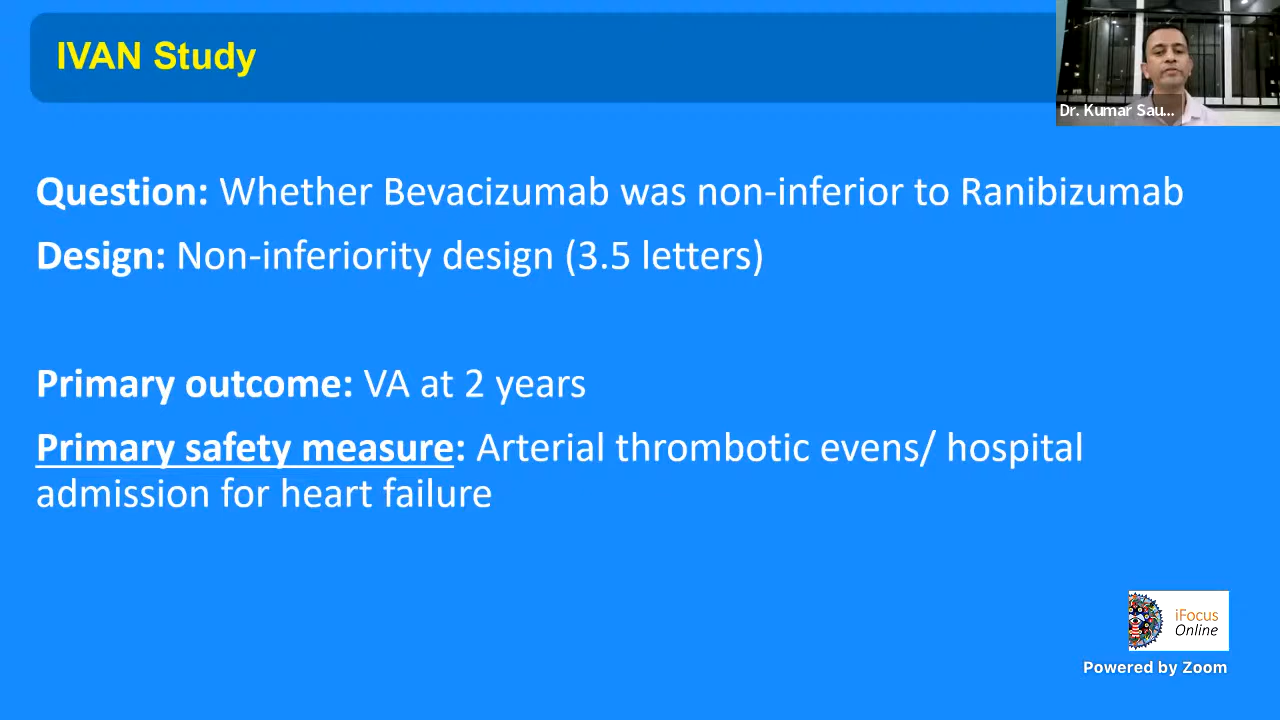 IVAN Study
Dr. Kumar Sau...
Question: Whether Bevacizumab was non-inferior to Ranibizumab
Design: Non-inferiority design (3.5 letters)
Primary outcome: VA at 2 years
Primary safety measure: Arterial thrombotic evens/ hospital
admission for heart failure
iFocus
Online
Powered by Zoom